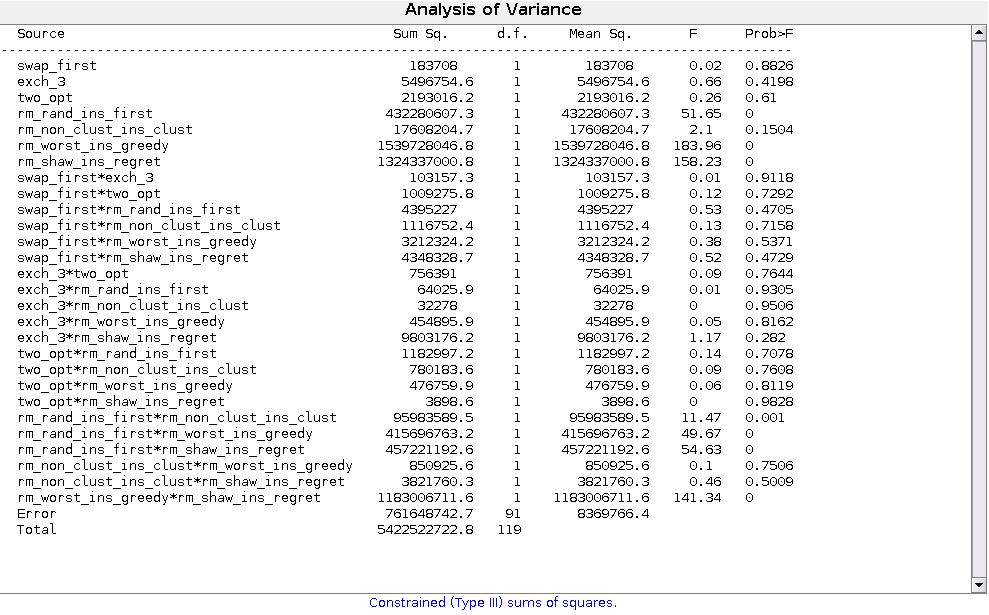 Analysis of Variance
Source Sum Sq. d.f. Mean Sq. F Prob>F
swap_first 183708 1 183708 0.02 0.8826
exch_3 5496754.6 1 5496754.6 0.66 0.4198
two_opt 2193016.2 1 2193016.2 0.26 0.61
rm_rand_ins_first 432280607.3 1 432280607.3 51.65 0
rm_non_clust_ins_clust 17608204.7 1 17608204.7 2.1 0.1504
rm_worst_ins_greedy 1539728046.8 1 1539728046.8 183.96 0
rm_shaw_ins_regret 1324337000.8 1 1324337000.8 158.23 0
swap_first*exch_3 103157.3 1 103157.3 0.01 0.9118
swap_first*two_opt 1009275.8 1 1009275.8 0.12 0.7292
swap_first*rm_rand_ins_first 4395227 1 4395227 0.53 0.4705
swap_first*rm_non_clust_ins_clust 1116752.4 1 1116752.4 0.13 0.7158
swap_first*rm_worst_ins_greedy 3212324.2 1 3212324.2 0.38 0.5371
swap_first*rm_shaw_ins_regret 4348328.7 1 4348328.7 0.52 0.4729
exch_3*two_opt 756391 1 756391 0.09 0.7644
exch_3*rm_rand_ins_first 64025.9 1 64025.9 0.01 0.9305
exch_3*rm_non_clust_ins_clust 32278 1 32278 0 0.9506
exch_3*rm_worst_ins_greedy 454895.9 1 454895.9 0.05 0.8162
exch_3*rm_shaw_ins_regret 9803176.2 1 9803176.2 1.17 0.282
two_opt*rm_rand_ins_first 1182997.2 1 1182997.2 0.14 0.7078
two_opt*rm_non_clust_ins_clust 780183.6 1 780183.6 0.09 0.7608
two_opt*rm_worst_ins_greedy 476759.9 1 476759.9 0.06 0.8119
two_opt*rm_shaw_ins_regret 3898.6 1 3898.6 0 0.9828
rm_rand_ins_first*rm_non_clust_ins_clust 95983589.5 1 95983589.5 11.47 0.001
rm_rand_ins_first*rm_worst_ins_greedy 415696763.2 1 415696763.2 49.67 0
rm_rand_ins_first*rm_shaw_ins_regret 457221192.6 1 457221192.6 54.63 0
rm_non_clust_ins_clust*rm_worst_ins_greedy 850925.6 1 850925.6 0.1 0.7506
rm_non_clust_ins_clust*rm_shaw_ins_regret 3821760.3 1 3821760.3 0.46 0.5009
rm_worst_ins_greedy*rm_shaw_ins_regret 1183006711.6 1 1183006711.6 141.34 0
Error 761648742.7 91 8369766.4
Total 5422522722.8 119
Constrained (Type III) sums of squares.